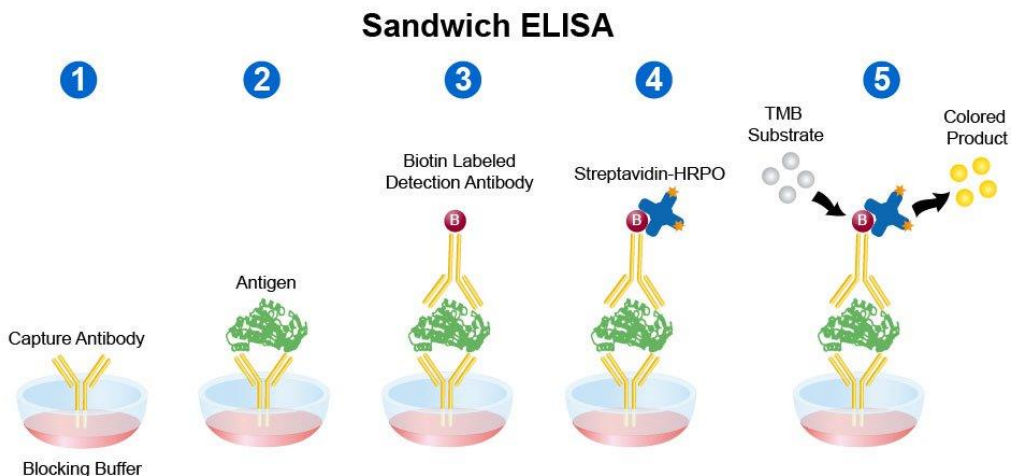 Sandwich ELISA
1
2
3
4
5
Capture Antibody
Blocking Buffer
Antigen
Biotin Labeled
Detection Antibody
B
Streptavidin-HRPO
B
TMB
Substrate
Colored
Product
B